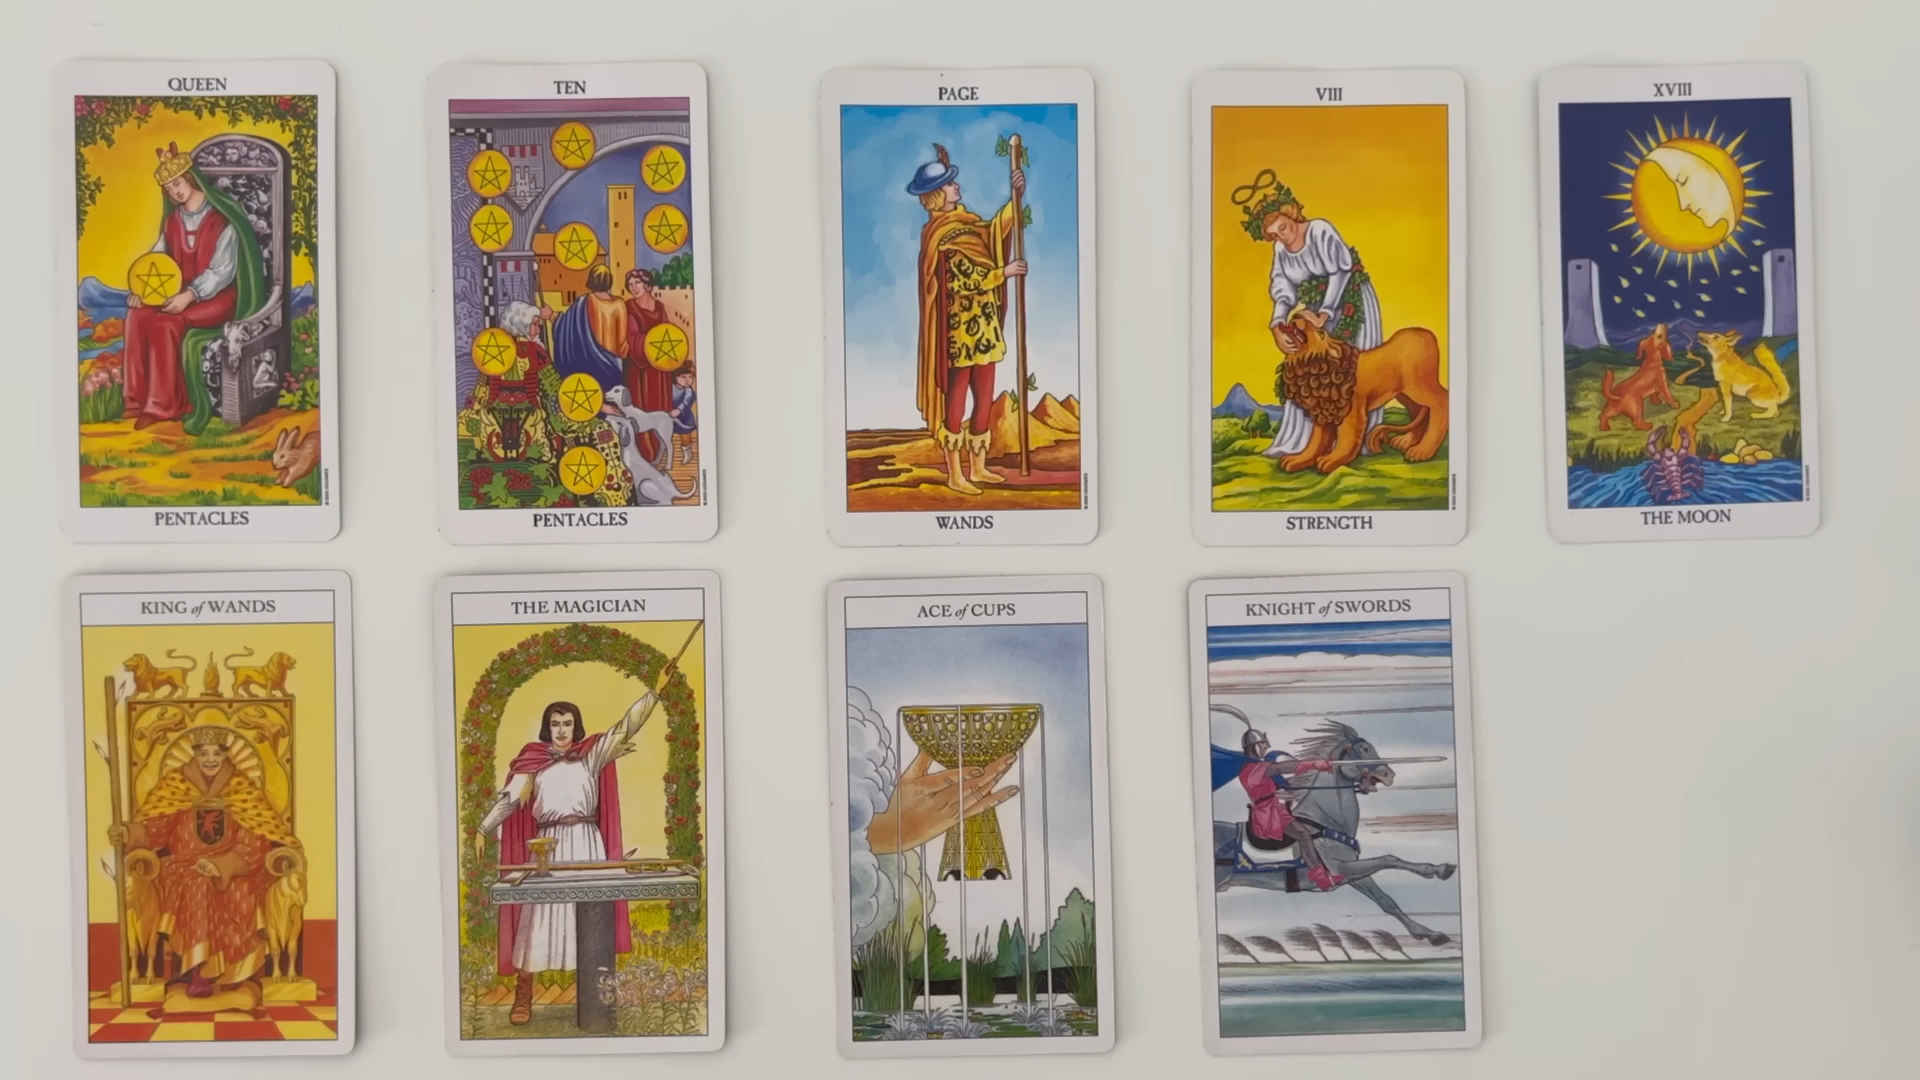 QUEEN
PENTACLES
TEN
PENTACLES
PAGE
WANDS
VIII
STRENGTH
XVIII
THE MOON
KING of WANDS
THE MAGICIAN
ACE of CUPS
KNIGHT of SWORDS